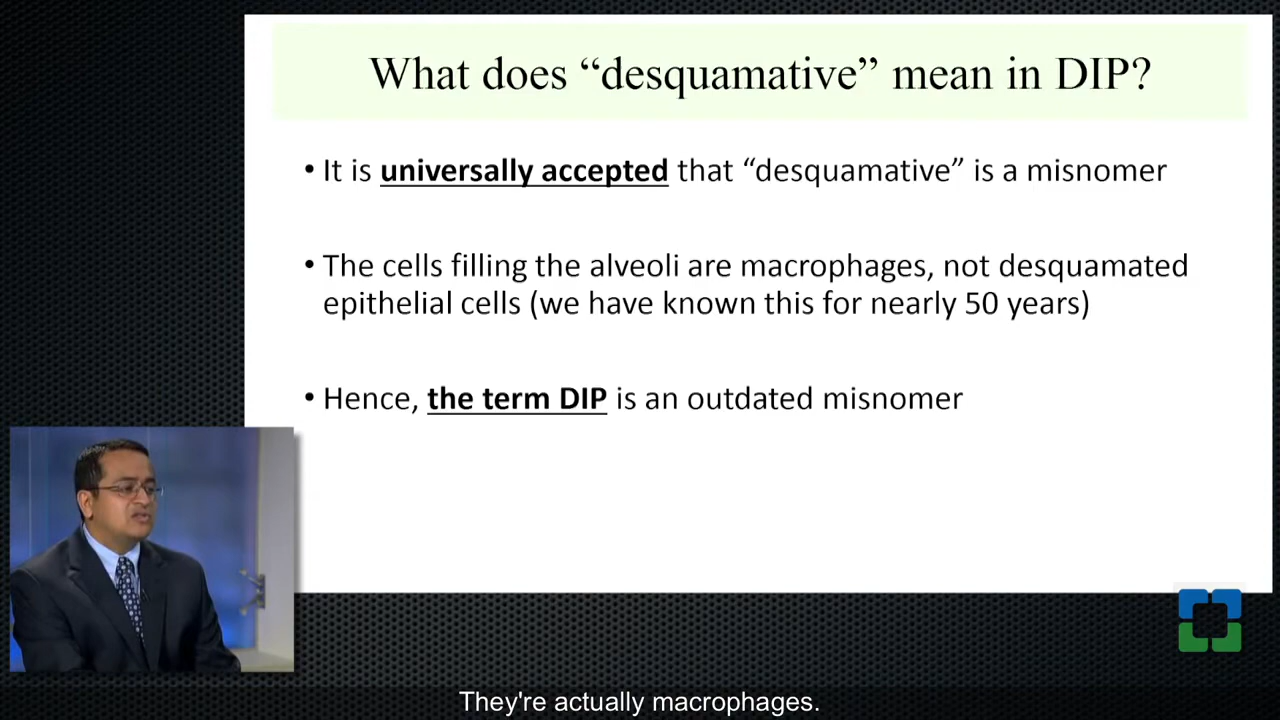 What does “desquamative” mean in DIP?
• It is universally accepted that “desquamative” is a misnomer
• The cells filling the alveoli are macrophages, not desquamated
epithelial cells (we have known this for nearly 50 years)
• Hence, the term DIP is an outdated misnomer
They're actually macrophages.